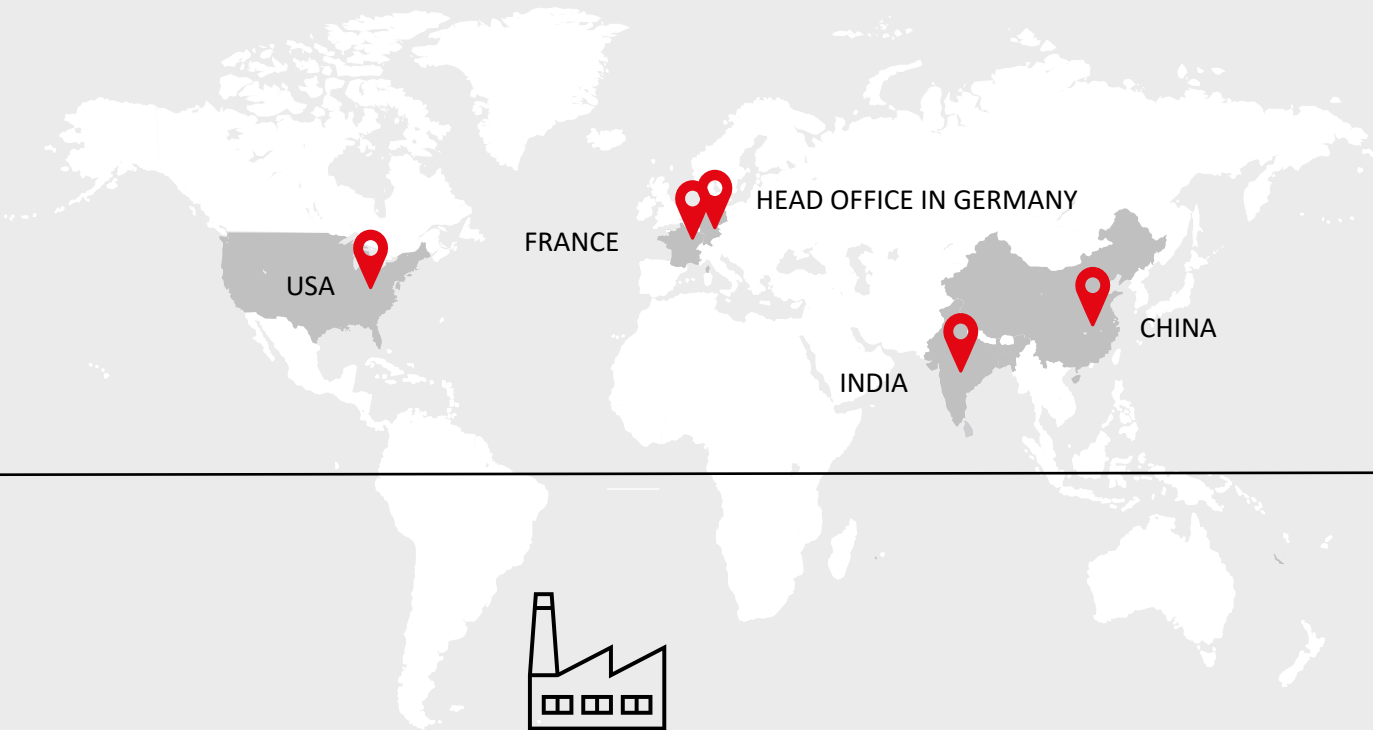 HEAD OFFICE IN GERMANY
FRANCE
USA
CHINA
INDIA